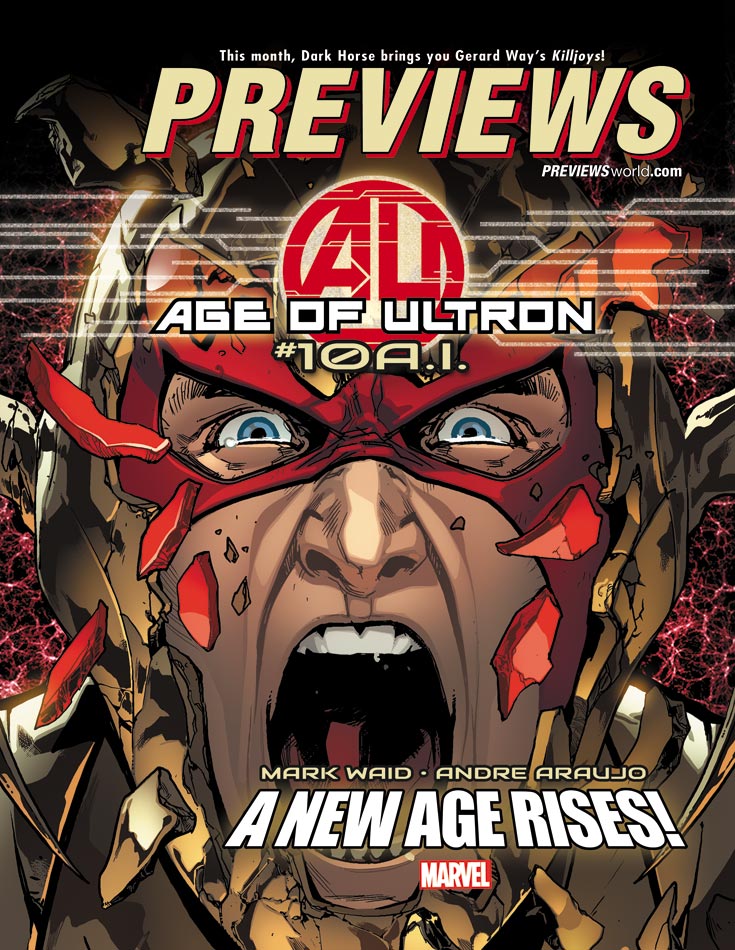 This month, Dark Horse brings you Gerard Way's Killjoys!
PREVIEWS
PREVIEWSworld.com
AU
AGE OF ULTRON
#10A.I.
MARK WAID · ANDRE ARAUJO
A NEW AGE RISES!
MARVEL